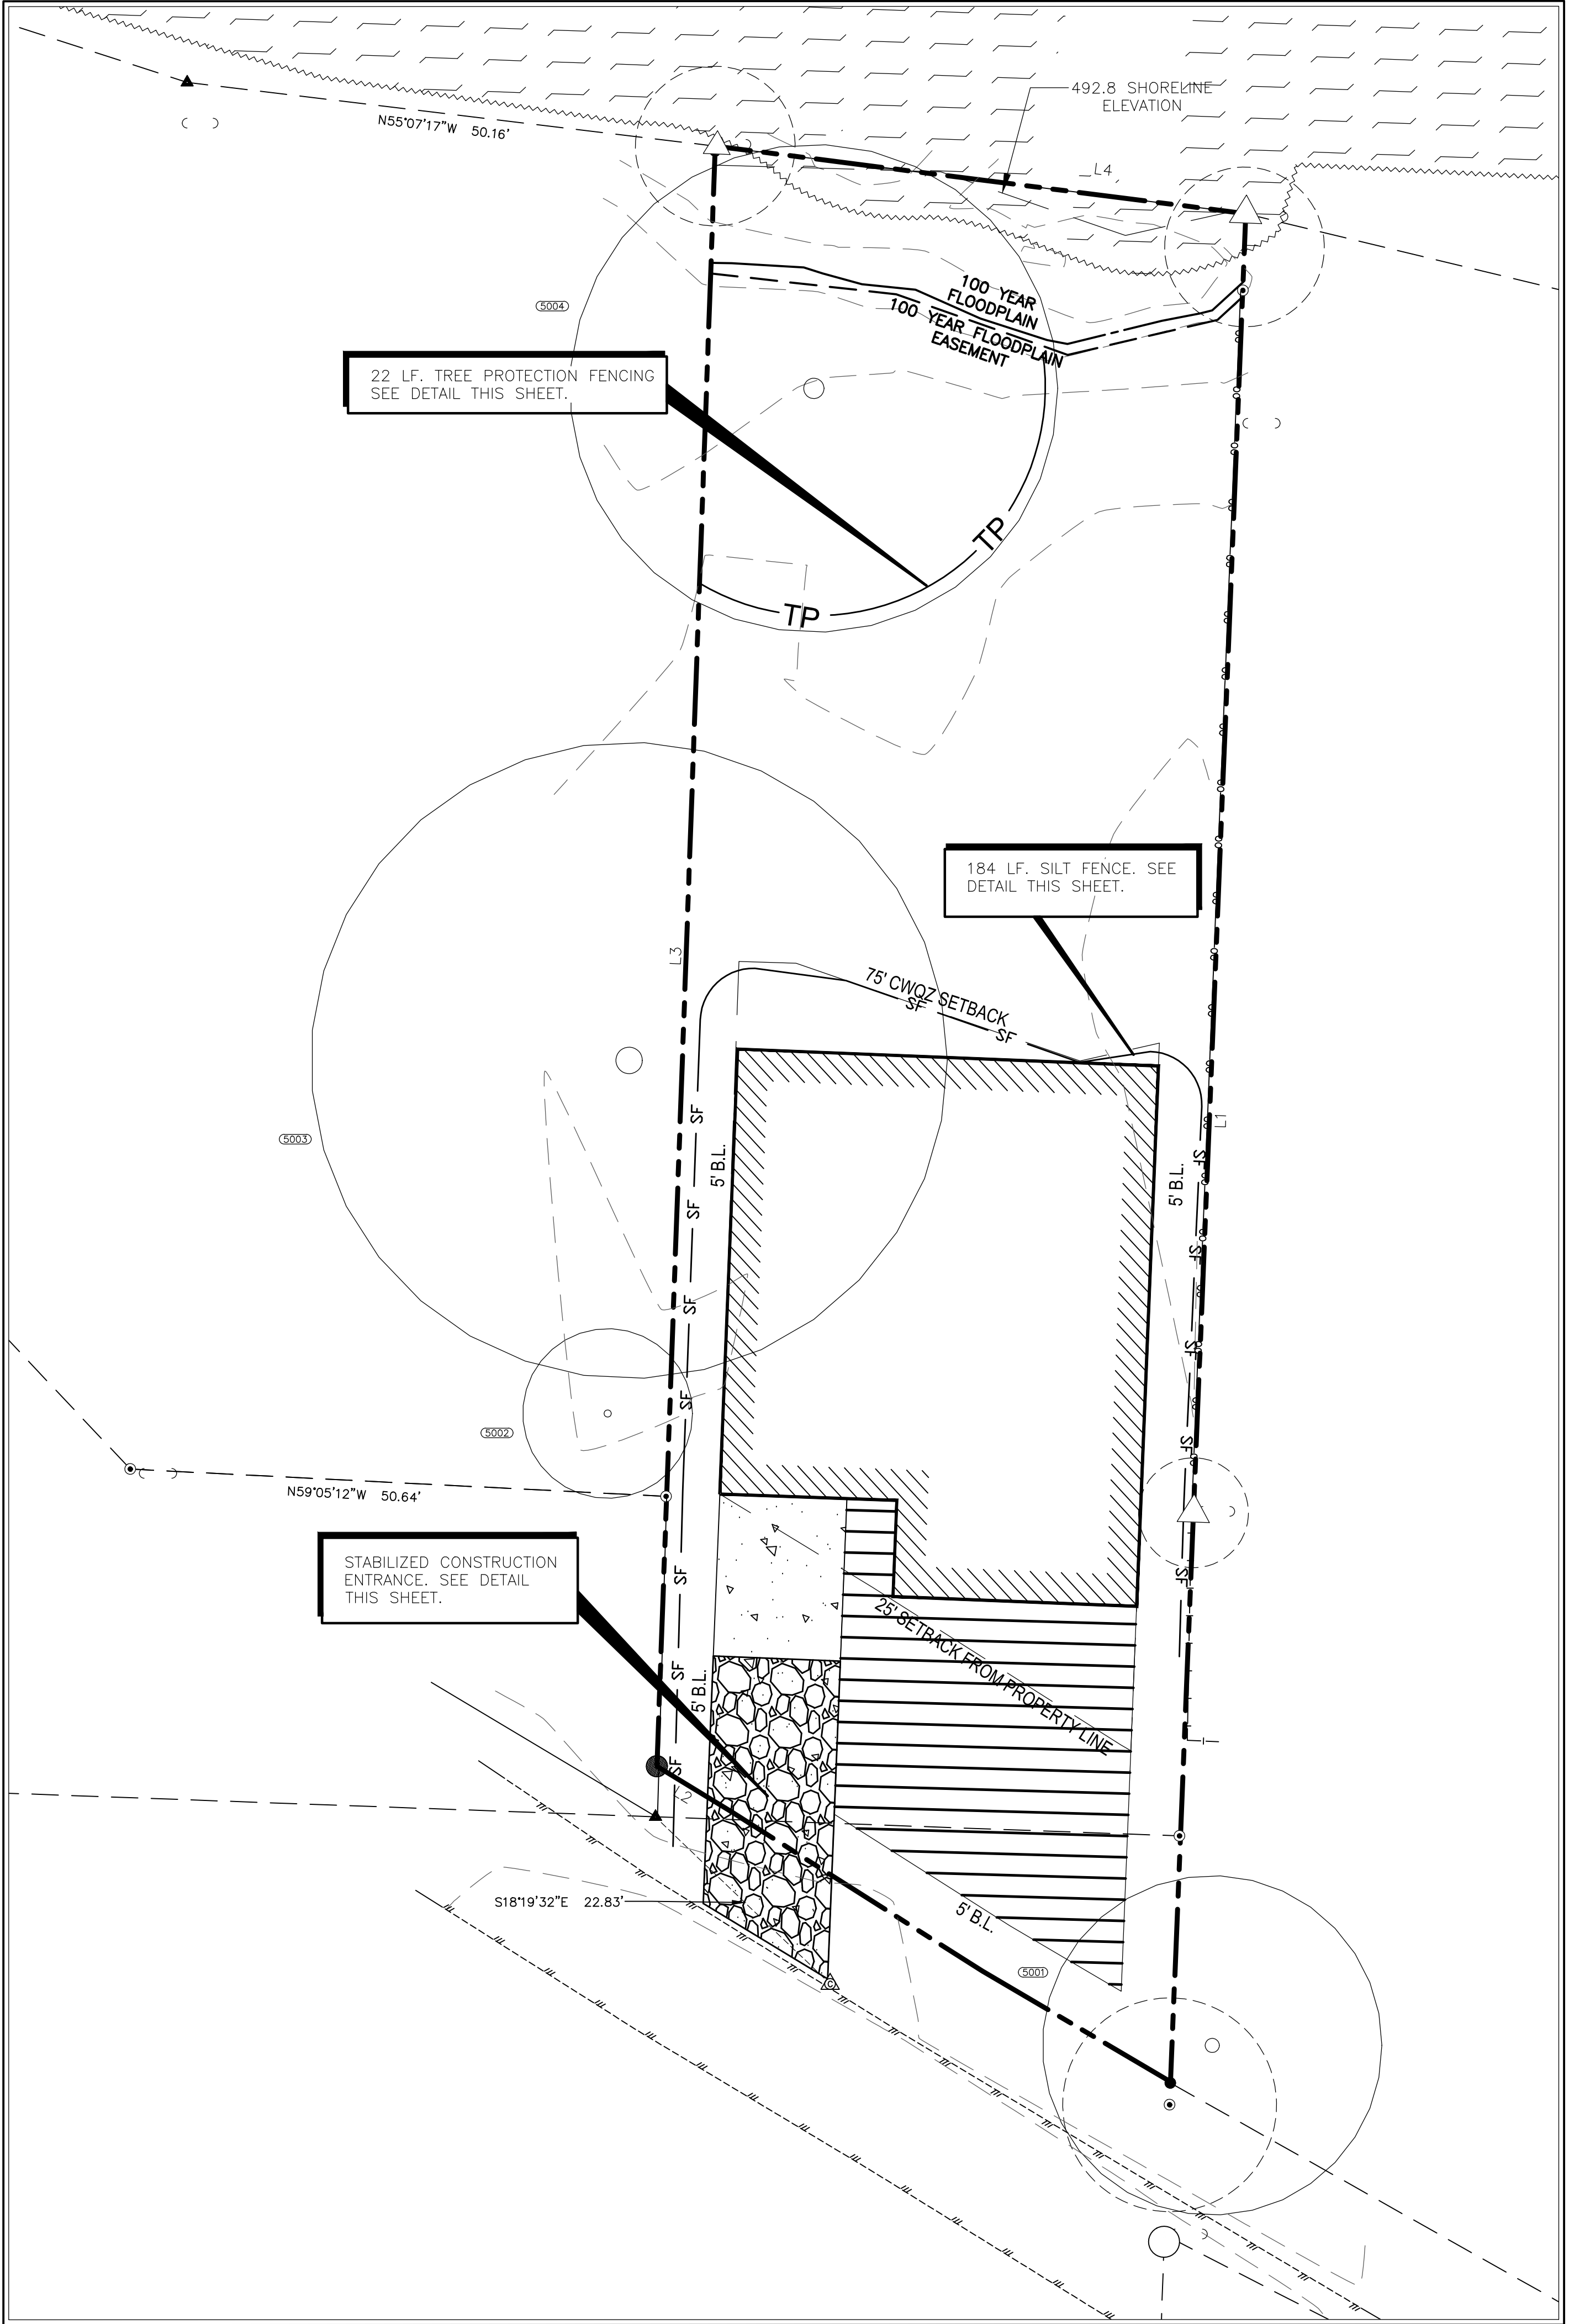 492.8 SHORELINE
ELEVATION
N55°07'17"W 50.16'
L4
100 YEAR
FLOODPLAIN
100 YEAR FLOODPLAIN
EASEMENT
5004
22 LF. TREE PROTECTION FENCING
SEE DETAIL THIS SHEET.
TP
TP
184 LF. SILT FENCE. SEE
DETAIL THIS SHEET.
L3
75' CWQZ SETBACK
SF
SF
SF
L1
5003
5' B.L.
5' B.L.
SF
SF
SF
SF
SF
SF
5002
SF
SF
N59°05'12"W 50.64'
STABILIZED CONSTRUCTION
ENTRANCE. SEE DETAIL
THIS SHEET.
SF
SF
25' SETBACK FROM PROPERTY LINE
SF
5' B.L.
SF
L2
S18°19'32"E 22.83'
5' B.L.
5001
C